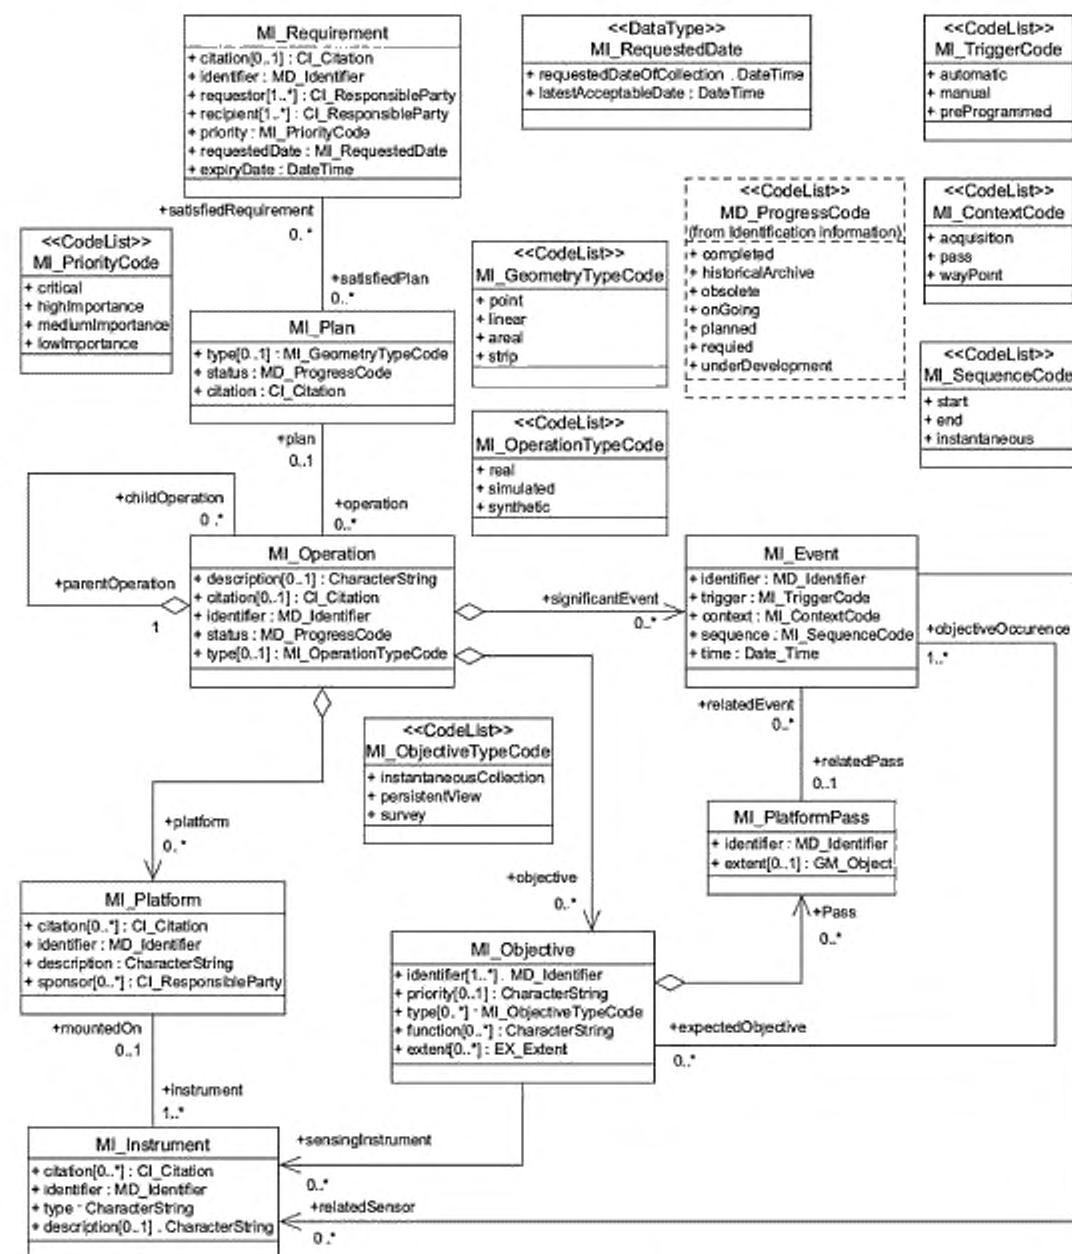 MI_Requirement
+ citation[0..1] : CI_Citation
+ identifier : MD_Identifier
+ requestor[1..*] : CI_ResponsibleParty
+ recipient[1..*] : CI_ResponsibleParty
+ priority : MI_PriorityCode
+ requestedDate : MI_RequestedDate
+ expiryDate : DateTime
<<DataType>>
MI_RequestedDate
+ requestedDateOfCollection . DateTime
+ latestAcceptableDate : DateTime
<<CodeList>>
MI_TriggerCode
+ automatic
+ manual
+ preProgrammed
+satisfiedRequirement
0..*
<<CodeList>>
MI_PriorityCode
+ critical
+ highImportance
+ mediumImportance
+ lowImportance
+satisfiedPlan
0..*
<<CodeList>>
MI_GeometryTypeCode
+ point
+ linear
+ areal
+ strip
<<CodeList>>
MD_ProgressCode
(from Identification information)
+ completed
+ historicalArchive
+ obsolete
+ onGoing
+ planned
+ requied
+ underDevelopment
<<CodeList>>
MI_ContextCode
+ acquisition
+ pass
+ wayPoint
MI_Plan
+ type[0..1] : MI_GeometryTypeCode
+ status : MD_ProgressCode
+ citation : CI_Citation
<<CodeList>>
MI_SequenceCode
+ start
+ end
+ instantaneous
+plan
0..1
<<CodeList>>
MI_OperationTypeCode
+ real
+ simulated
+ synthetic
+childOperation
0 ..*
+operation
0..*
+parentOperation
1
MI_Operation
+ description[0..1] : CharacterString
+ citation[0..1] : CI_Citation
+ identifier : MD_Identifier
+ status : MD_ProgressCode
+ type[0..1] : MI_OperationTypeCode
+significantEvent
0..*
MI_Event
+ identifier : MD_Identifier
+ trigger : MI_TriggerCode
+ context : MI_ContextCode
+ sequence : MI_SequenceCode
+ time : Date_Time
+objectiveOccurence
1..*
+relatedEvent
0..*
<<CodeList>>
MI_ObjectiveTypeCode
+ instantaneousCollection
+ persistentView
+ survey
+relatedPass
0..1
+platform
0..*
MI_PlatformPass
+ identifier : MD_Identifier
+ extent[0..1] : GM_Object
+objective
0..*
+Pass
0..*
MI_Platform
+ citation[0..*] : CI_Citation
+ identifier : MD_Identifier
+ description : CharacterString
+ sponsor[0..*] : CI_ResponsibleParty
MI_Objective
+ identifier[1..*] . MD_Identifier
+ priority[0..1] : CharacterString
+ type[0..*] : MI_ObjectiveTypeCode
+ function[0..*] : CharacterString
+ extent[0..*] : EX_Extent
+mountedOn
0..1
+expectedObjective
0..*
+instrument
1..*
MI_Instrument
+ citation[0..*] : CI_Citation
+ identifier : MD_Identifier
+ type : CharacterString
+ description[0..1] . CharacterString
+sensingInstrument
0..*
+relatedSensor
0..*